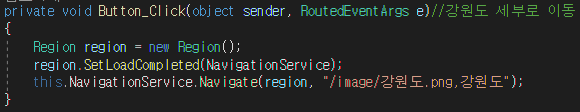 private void Button_Click(object sender, RoutedEventArgs e)//강원도 세부로 이동
{
Region region = new Region();
region.SetLoadCompleted(NavigationService);
this.NavigationService.Navigate(region, "/image/강원도.png,강원도");
}